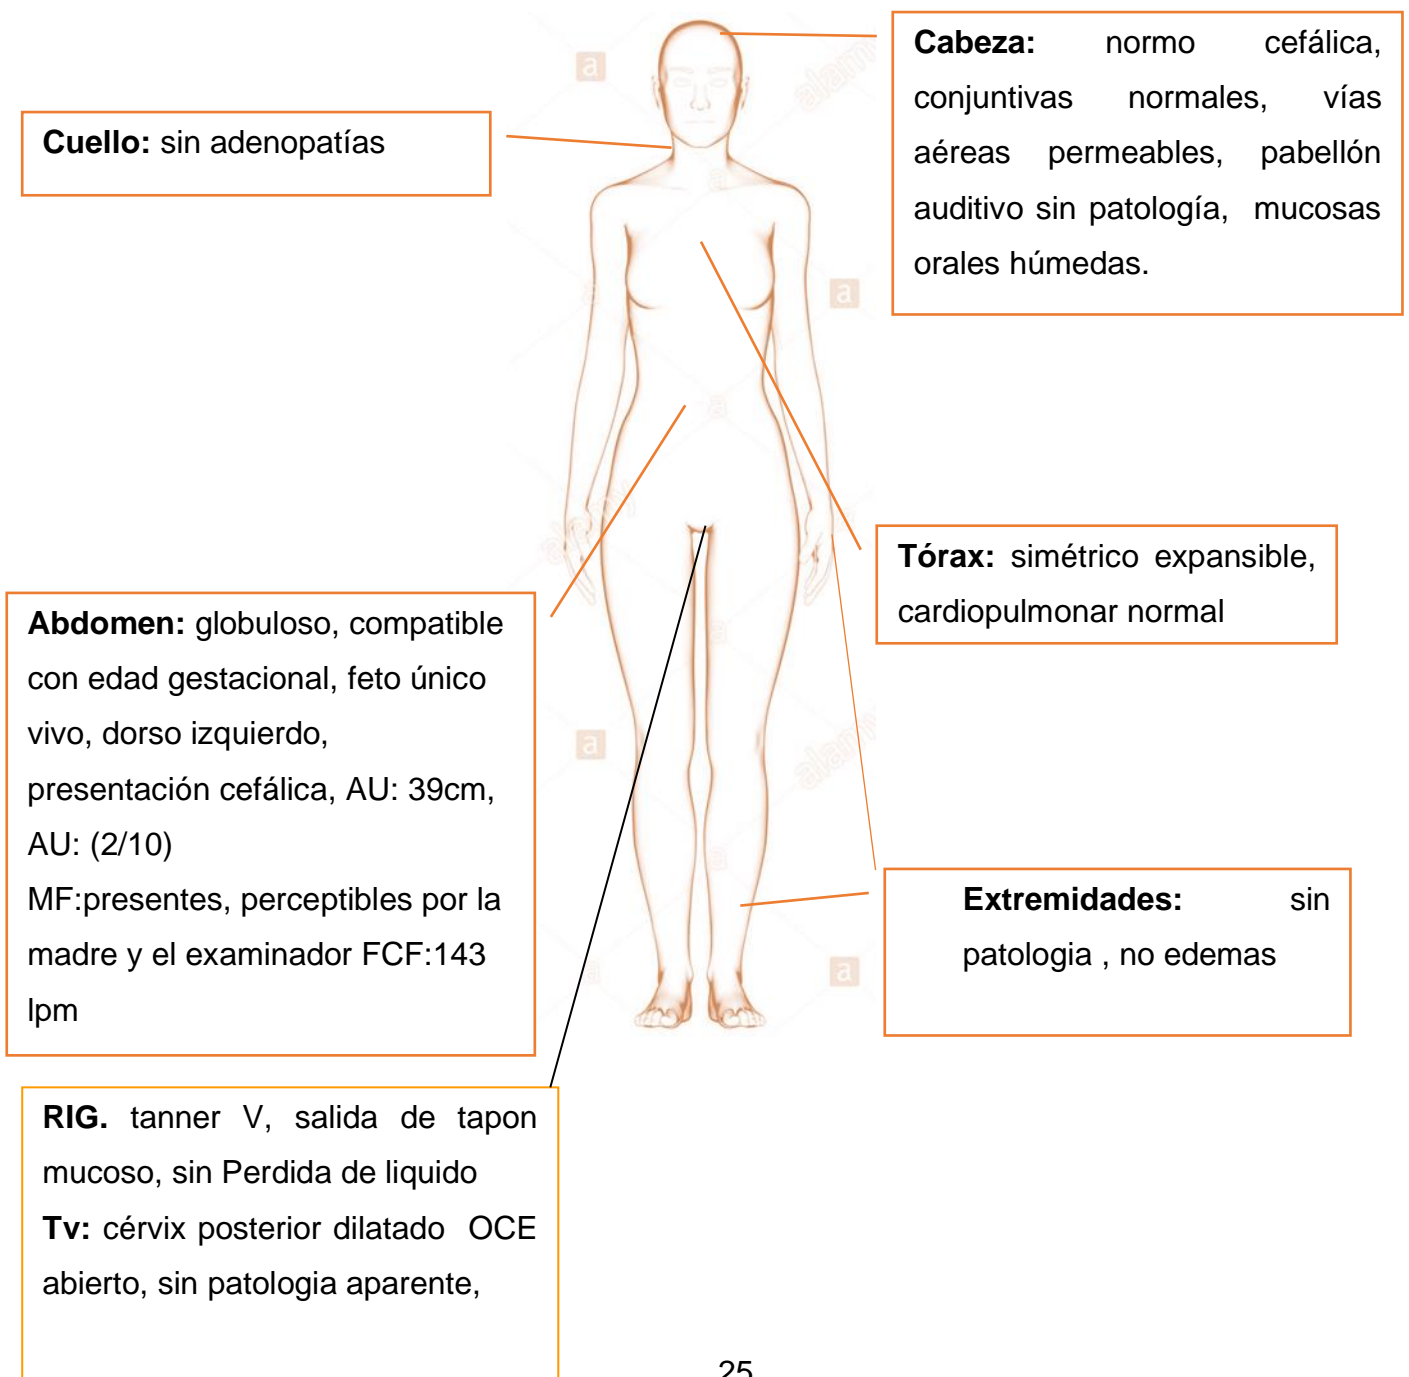 Cabeza: normo cefálica,
conjuntivas normales, vías
aéreas permeables, pabellón
auditivo sin patología, mucosas
orales húmedas.
Cuello: sin adenopatías
Tórax: simétrico expansible,
cardiopulmonar normal
Abdomen: globuloso, compatible
con edad gestacional, feto único
vivo, dorso izquierdo,
presentación cefálica, AU: 39cm,
AU: (2/10)
MF:presentes, perceptibles por la
madre y el examinador FCF:143
lpm
Extremidades: sin
patologia , no edemas
RIG. tanner V, salida de tapon
mucoso, sin Perdida de liquido
Tv: cérvix posterior dilatado OCE
abierto, sin patologia aparente,
25
a
alamy
a
a
alamy
a
a
alamy
a
a